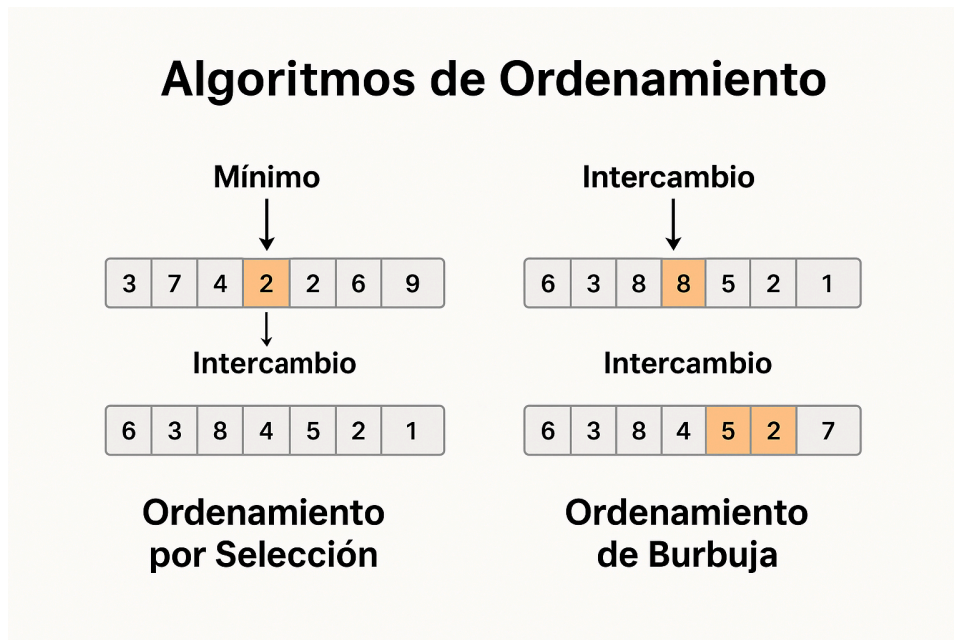 Algoritmos de Ordenamiento
Mínimo
3 7 4 2 2 6 9
Intercambio
6 3 8 4 5 2 1
Ordenamiento
por Selección
Intercambio
6 3 8 8 5 2 1
Intercambio
6 3 8 4 5 2 7
Ordenamiento
de Burbuja